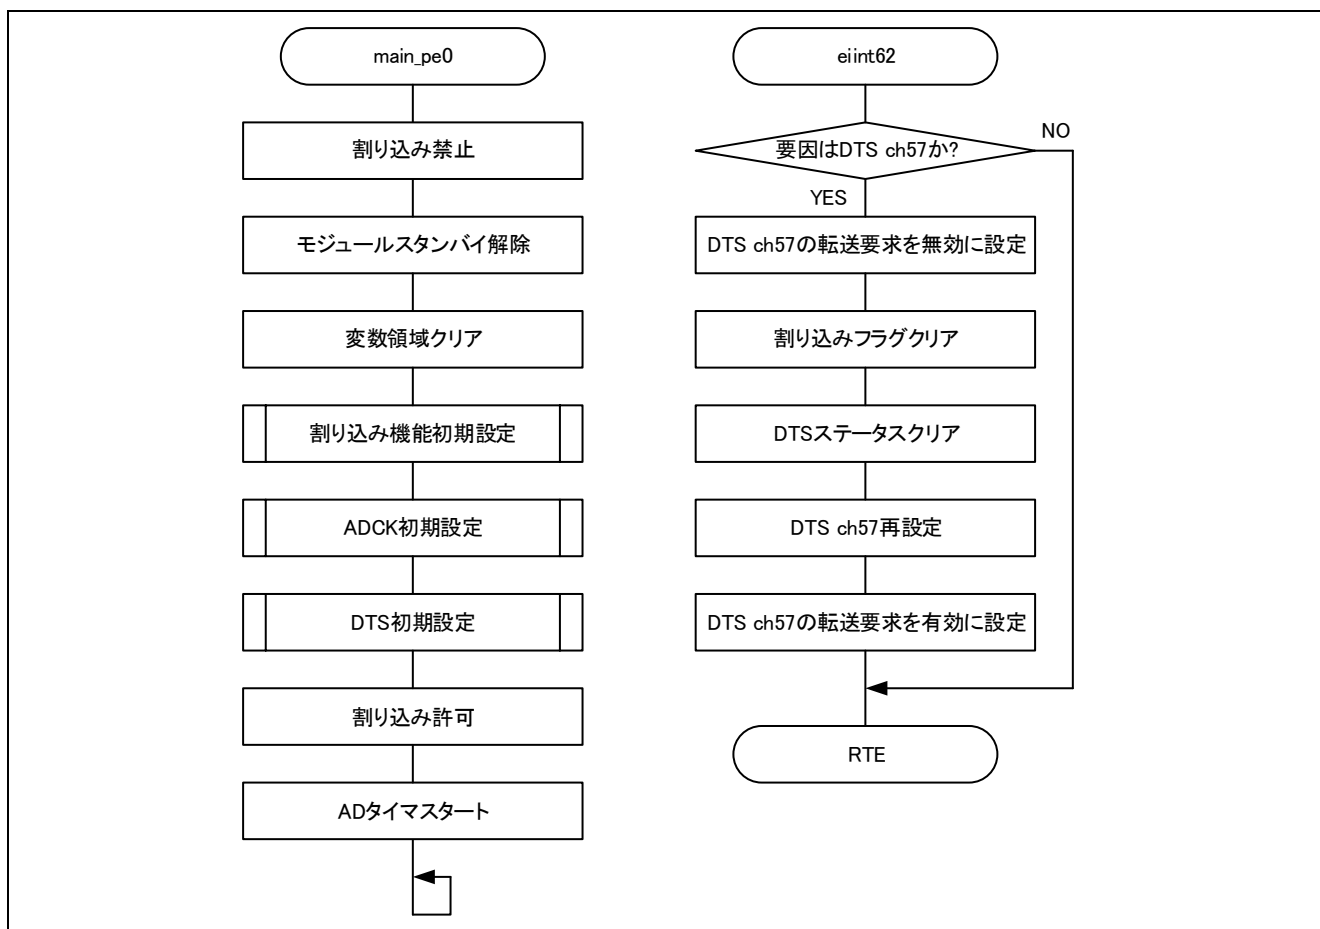 main_pe0
割り込み禁止
モジュールスタンバイ解除
変数領域クリア
割り込み機能初期設定
ADCK初期設定
DTS初期設定
割り込み許可
ADタイマスタート
eiint62
要因はDTS ch57か?
NO
YES
DTS ch57の転送要求を無効に設定
割り込みフラグクリア
DTSステータスクリア
DTS ch57再設定
DTS ch57の転送要求を有効に設定
RTE